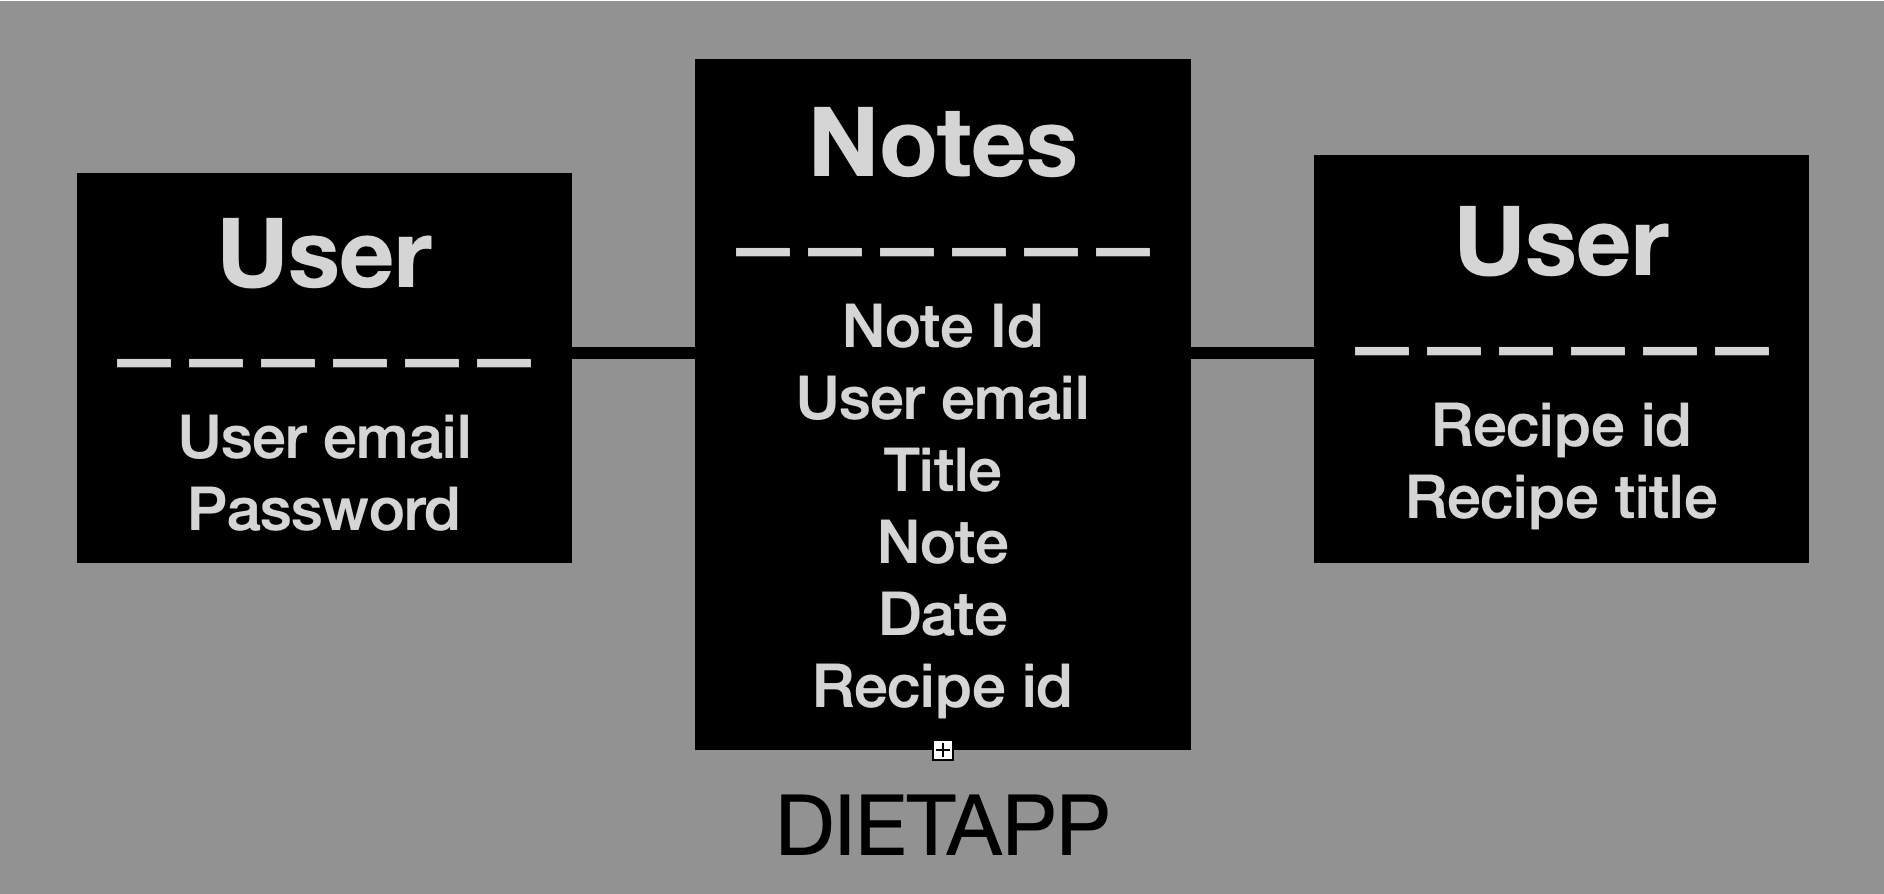 User
User email
Password
Notes
Note Id
User email
Title
Note
Date
Recipe id
User
Recipe id
Recipe title
DIETAPP